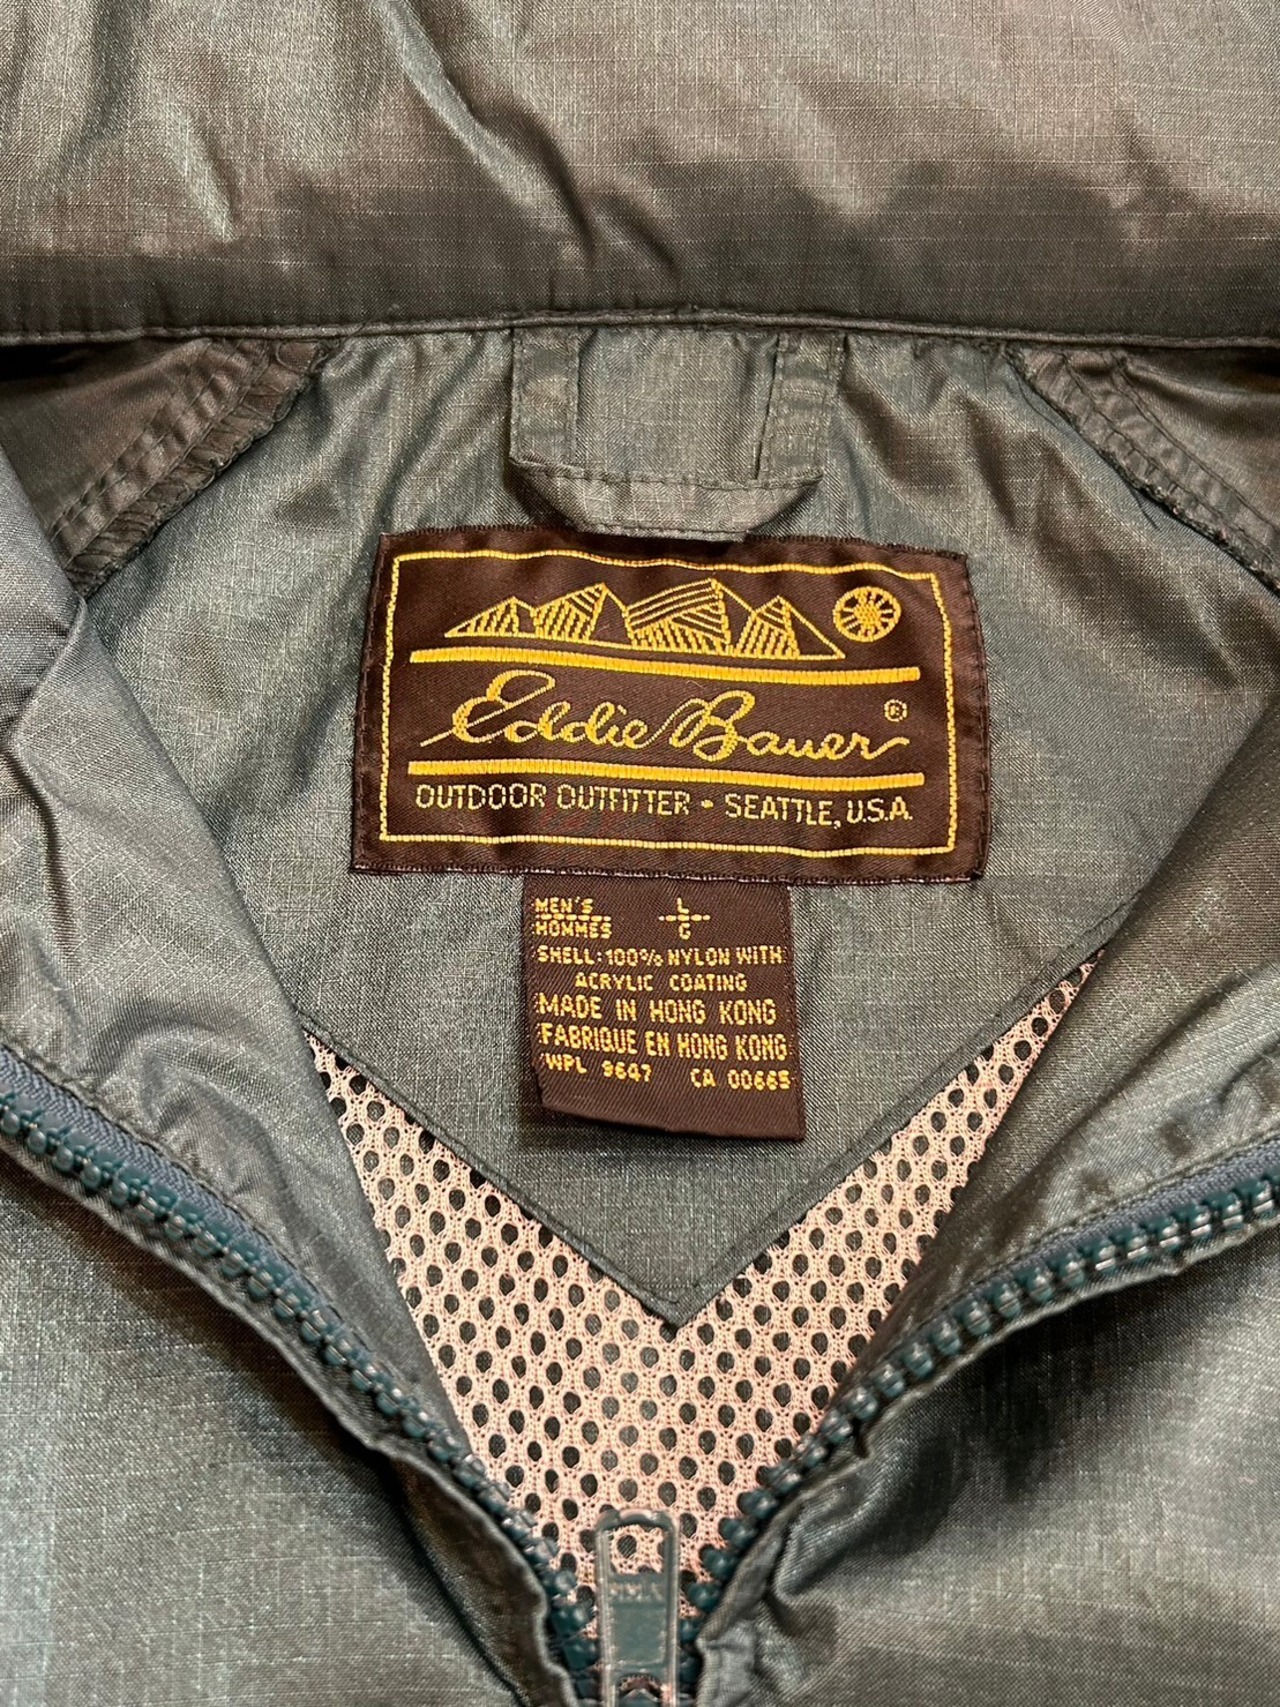 Eddie Bauer ®
OUTDOOR OUTFITTER • SEATTLE, U.S.A.
MEN'S L
HOMMES G
SHELL: 100% NYLON WITH
ACRYLIC COATING
MADE IN HONG KONG
FABRIQUE EN HONG KONG
WPL 9647 CA 00665